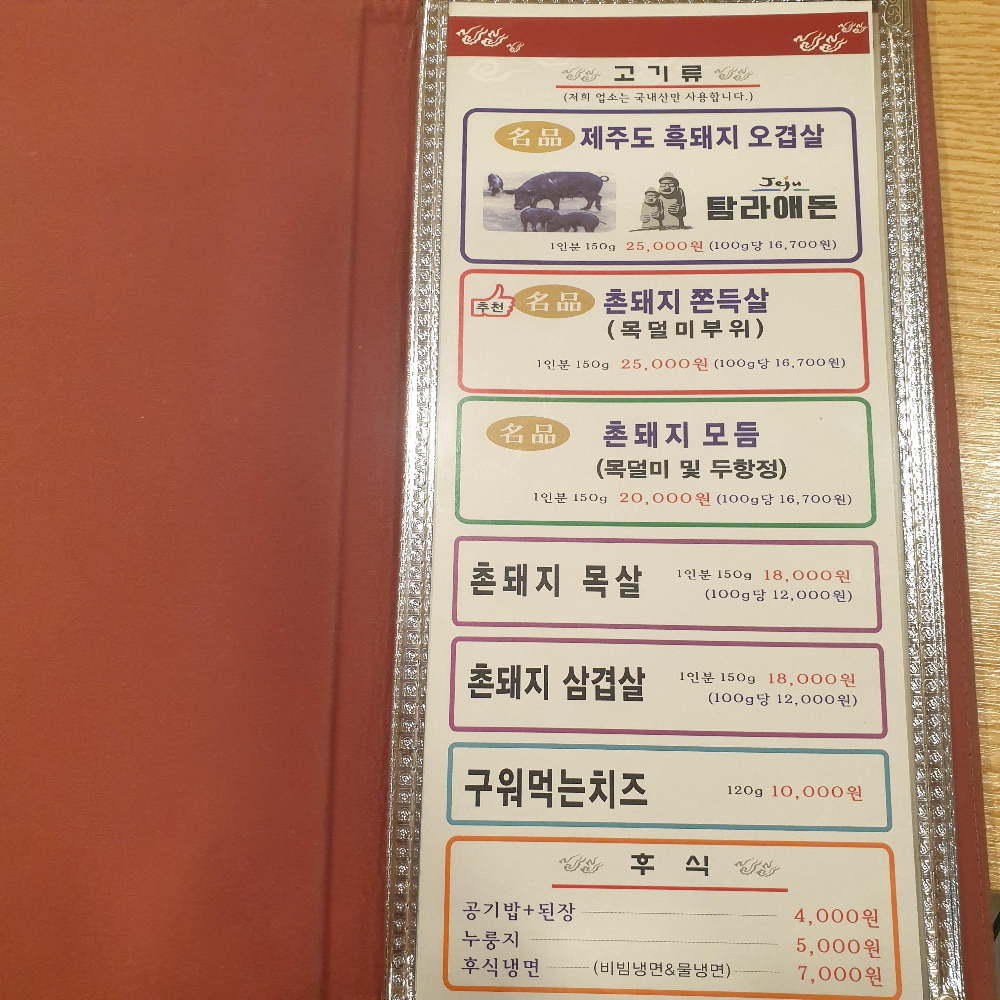 고기류
(저희 업소는 국내산만 사용합니다.)
名品 제주도 흑돼지 오겹살
Jeju
탐라애돈
1인분 150g 25,000원 (100g당 16,700원)
추천 名品 촌돼지 쫀득살
(목덜미부위)
1인분 150g 25,000원 (100g당 16,700원)
名品 촌돼지 모듬
(목덜미 및 두항정)
1인분 150g 20,000원 (100g당 16,700원)
촌돼지 목살 1인분 150g 18,000원
(100g당 12,000원)
촌돼지 삼겹살 1인분 150g 18,000원
(100g당 12,000원)
구워먹는치즈 120g 10,000원
후식
공기밥+된장 4,000원
누룽지 5,000원
후식냉면 (비빔냉면&물냉면) 7,000원